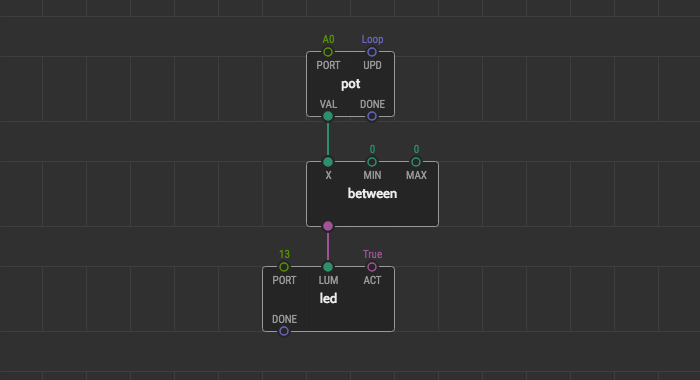 A0 Loop
PORT UPD
pot
VAL DONE
0 0
X MIN MAX
between
13 True
PORT LUM ACT
led
DONE